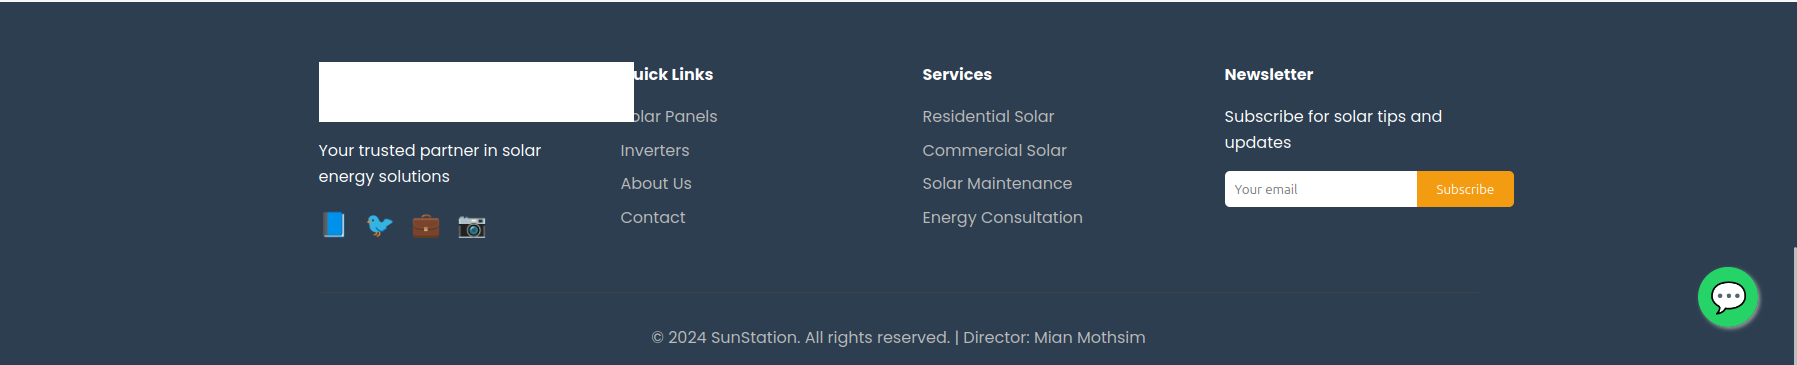 uick Links
olar Panels
Inverters
About Us
Contact
Your trusted partner in solar
energy solutions
Services
Residential Solar
Commercial Solar
Solar Maintenance
Energy Consultation
Newsletter
Subscribe for solar tips and
updates
Your email
Subscribe
© 2024 SunStation. All rights reserved. | Director: Mian Mothsim